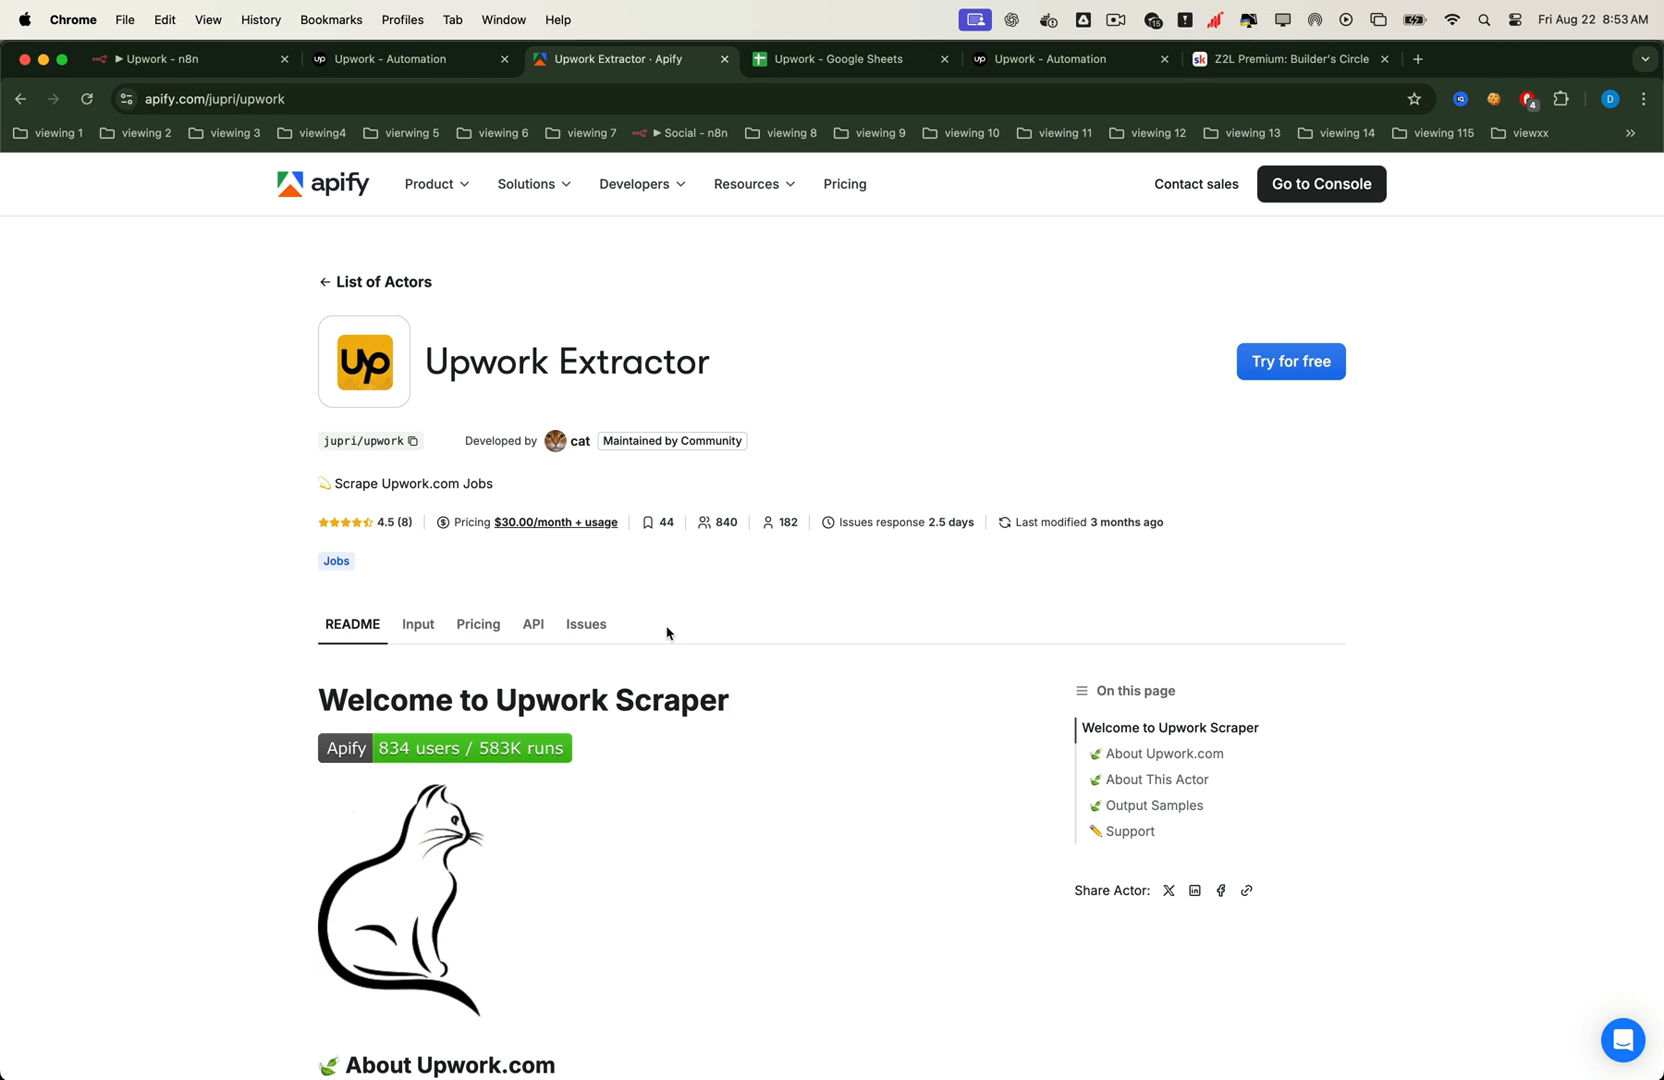 Chrome File Edit View History Bookmarks Profiles Tab Window Help 15 Fri Aug 22 8:53 AM
Upwork - n8n Upwork - Automation Upwork Extractor · Apify Upwork - Google Sheets Upwork - Automation Z2L Premium: Builder's Circle
apify.com/jupri/upwork 4 D
viewing 1 viewing 2 viewing 3 viewing4 vierwing 5 viewing 6 viewing 7 Social - n8n viewing 8 viewing 9 viewing 10 viewing 11 viewing 12 viewing 13 viewing 14 viewing 115 viewxx
apify Product Solutions Developers Resources Pricing Contact sales Go to Console
← List of Actors
up Upwork Extractor Try for free
jupri/upwork Developed by cat Maintained by Community
Scrape Upwork.com Jobs
4.5 (8) Pricing $30.00/month + usage 44 840 182 Issues response 2.5 days Last modified 3 months ago
Jobs
README Input Pricing API Issues
Welcome to Upwork Scraper
Apify 834 users / 583K runs
On this page
Welcome to Upwork Scraper
About Upwork.com
About This Actor
Output Samples
Support
Share Actor:
About Upwork.com